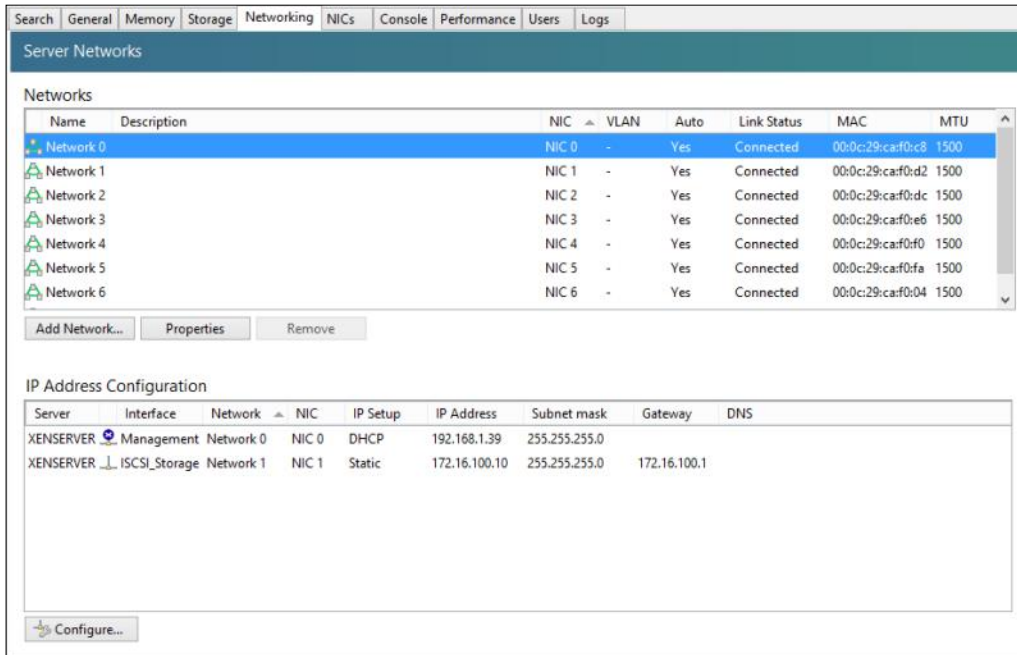 Search General Memory Storage Networking NICs Console Performance Users Logs
Server Networks
Networks
Name Description NIC VLAN Auto Link Status MAC MTU
Network 0 NIC 0 - Yes Connected 00:0c:29:ca:f0:c8 1500
Network 1 NIC 1 - Yes Connected 00:0c:29:ca:f0:d2 1500
Network 2 NIC 2 - Yes Connected 00:0c:29:ca:f0:dc 1500
Network 3 NIC 3 - Yes Connected 00:0c:29:ca:f0:e6 1500
Network 4 NIC 4 - Yes Connected 00:0c:29:ca:f0:f0 1500
Network 5 NIC 5 - Yes Connected 00:0c:29:ca:f0:fa 1500
Network 6 NIC 6 - Yes Connected 00:0c:29:ca:f0:04 1500
Add Network... Properties Remove
IP Address Configuration
Server Interface Network NIC IP Setup IP Address Subnet mask Gateway DNS
XENSERVER Management Network 0 NIC 0 DHCP 192.168.1.39 255.255.255.0
XENSERVER ISCSI_Storage Network 1 NIC 1 Static 172.16.100.10 255.255.255.0 172.16.100.1
Configure...